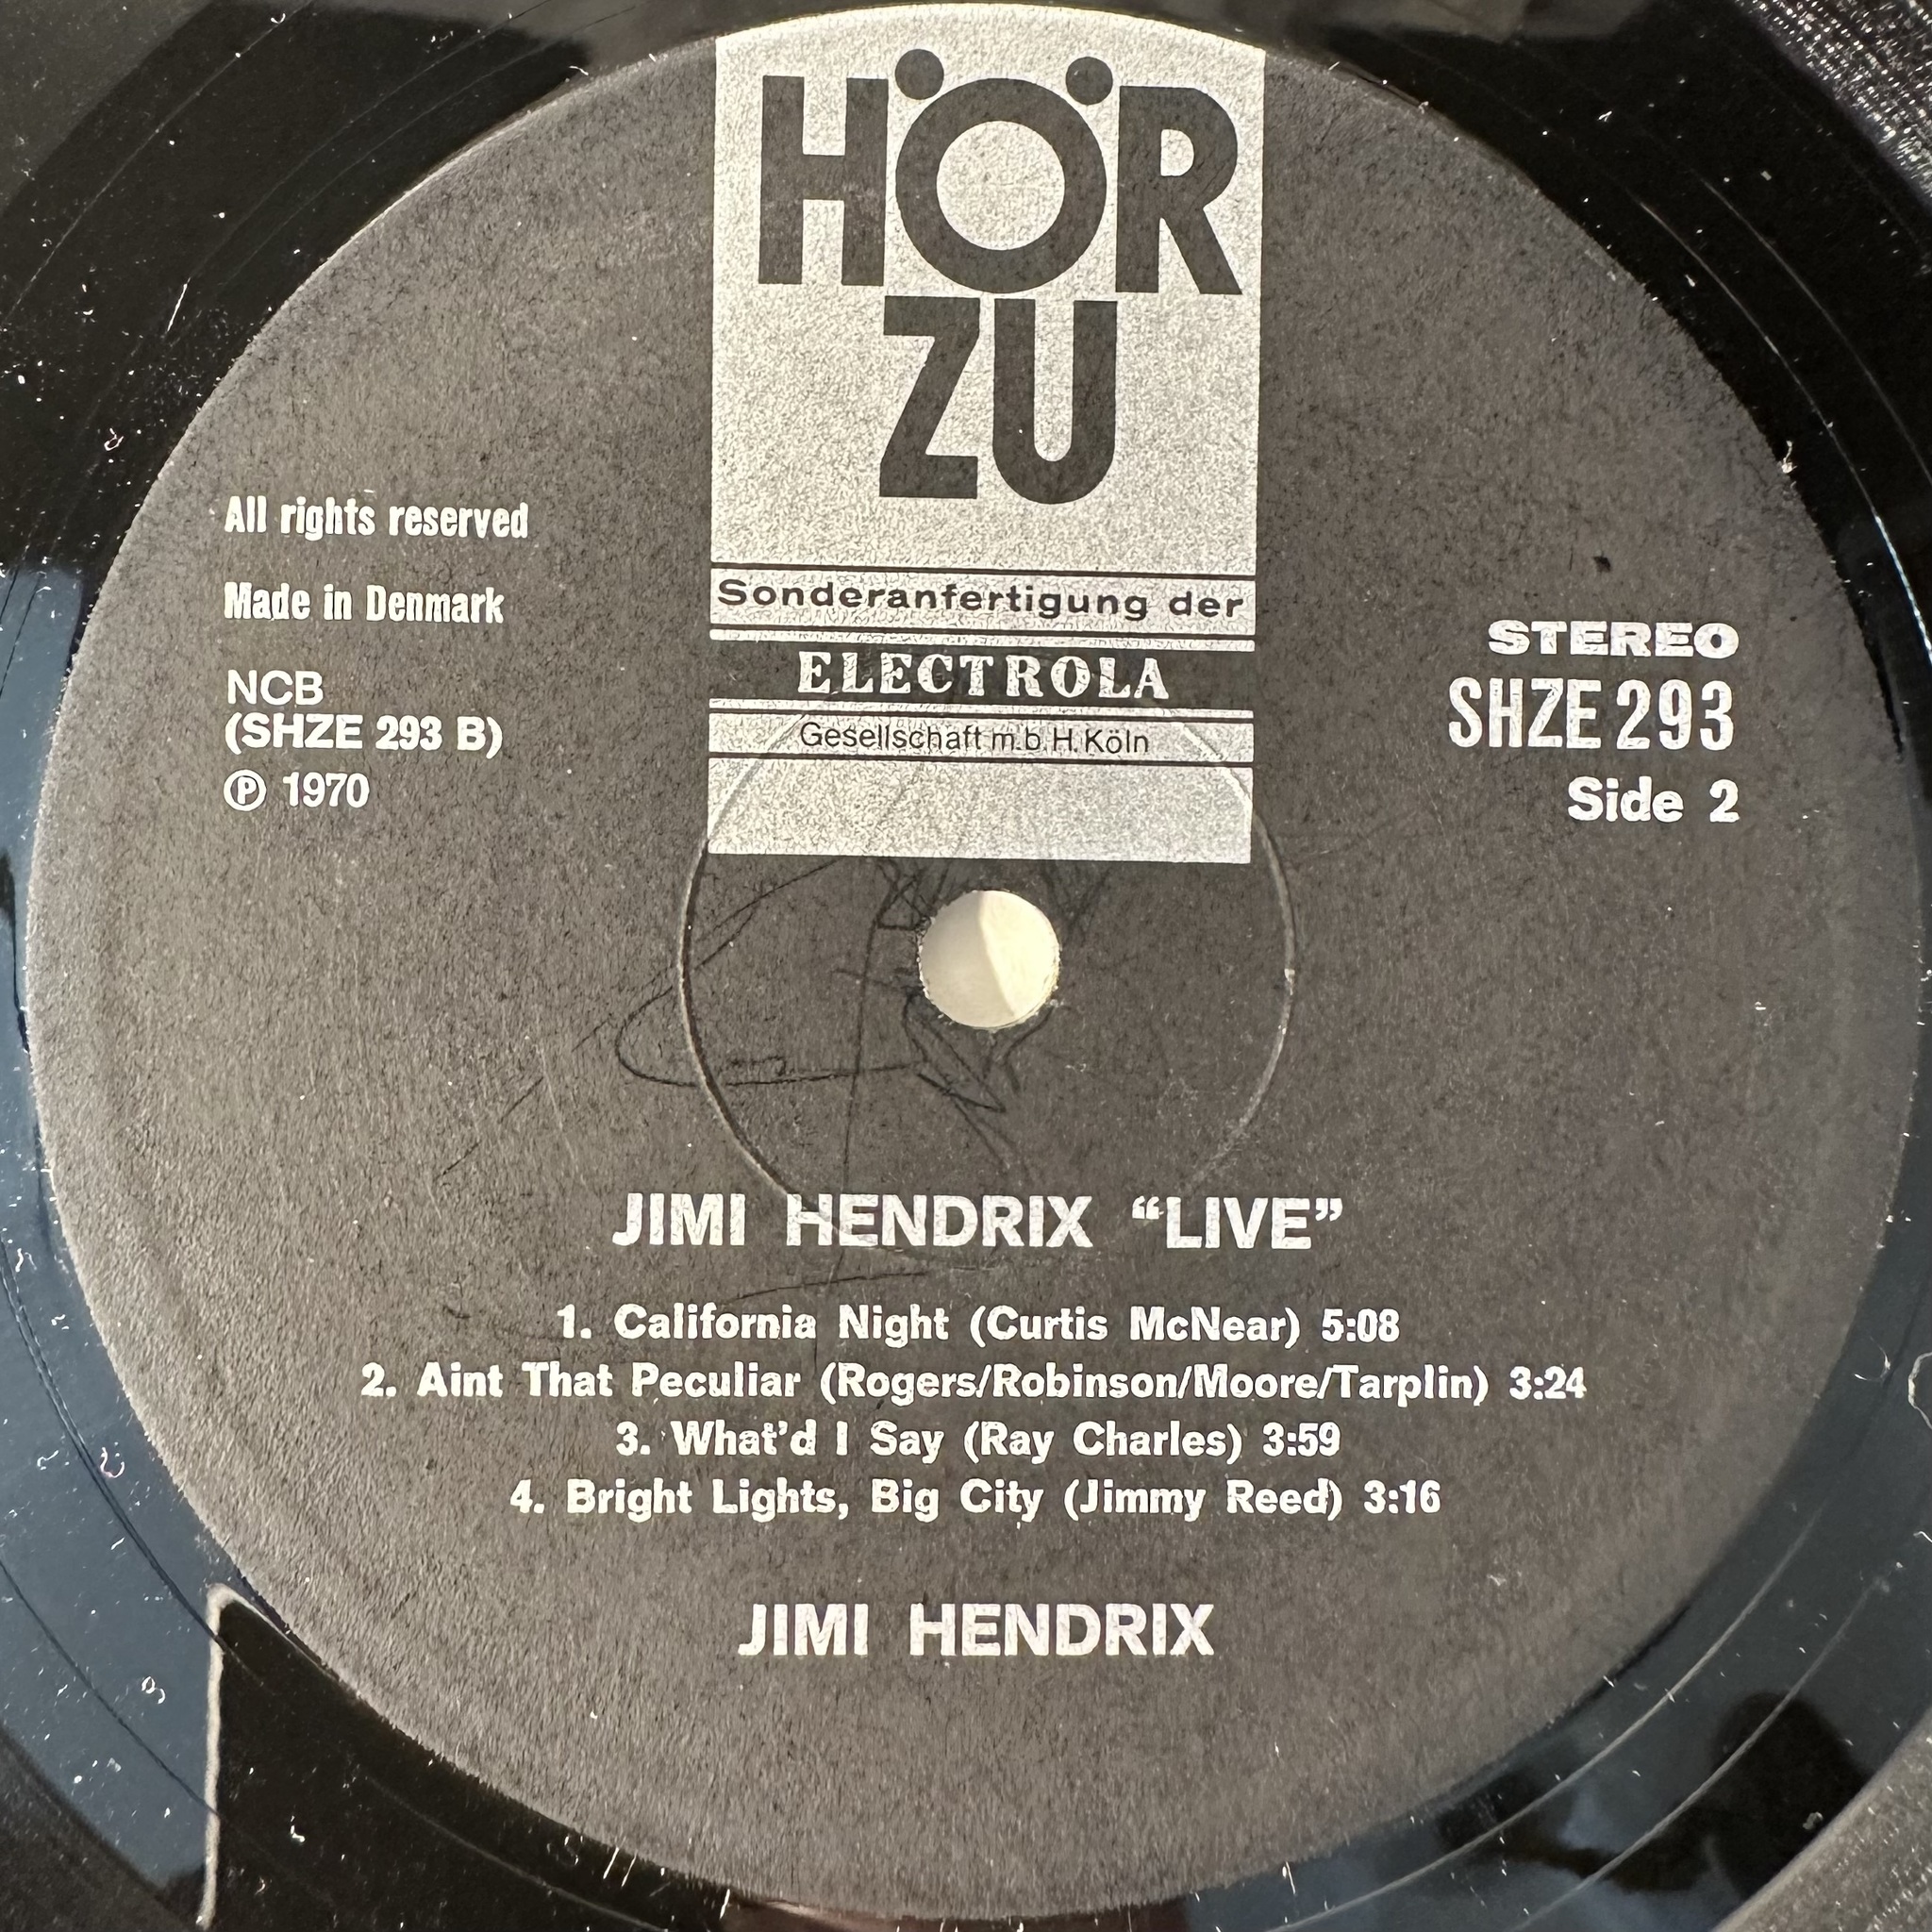 HÖR
ZU
Sonderanfertigung der
ELECTROLA
Gesellschaft m.b.H. Köln
All rights reserved
Made in Denmark
NCB
(SHZE 293 B)
℗ 1970
STEREO
SHZE 293
Side 2
JIMI HENDRIX “LIVE”
1. California Night (Curtis McNear) 5:08
2. Aint That Peculiar (Rogers/Robinson/Moore/Tarplin) 3:24
3. What’d I Say (Ray Charles) 3:59
4. Bright Lights, Big City (Jimmy Reed) 3:16
JIMI HENDRIX